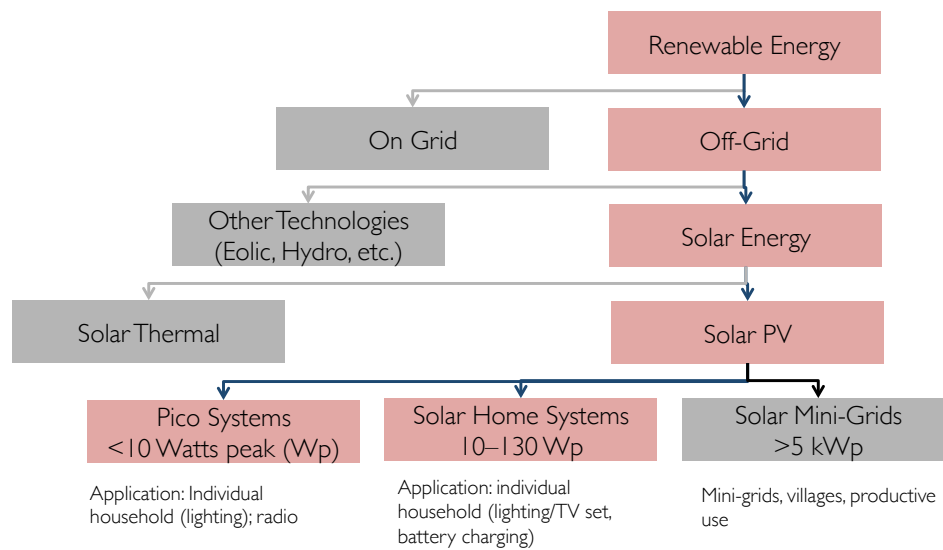 Renewable Energy
On Grid
Off-Grid
Other Technologies
(Eolic, Hydro, etc.)
Solar Energy
Solar Thermal
Solar PV
Pico Systems
<10 Watts peak (Wp)
Solar Home Systems
10–130 Wp
Solar Mini-Grids
>5 kWp
Application: Individual
household (lighting); radio
Application: individual
household (lighting/TV set,
battery charging)
Mini-grids, villages, productive
use